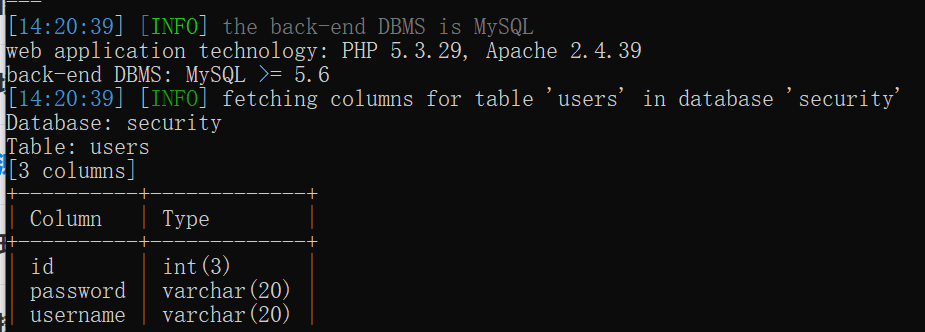 ---
[14:20:39] [INFO] the back-end DBMS is MySQL
web application technology: PHP 5.3.29, Apache 2.4.39
back-end DBMS: MySQL >= 5.6
[14:20:39] [INFO] fetching columns for table 'users' in database 'security'
Database: security
Table: users
[3 columns]
+----------+-------------+
| Column   | Type        |
+----------+-------------+
| id       | int(3)      |
| password | varchar(20) |
| username | varchar(20) |